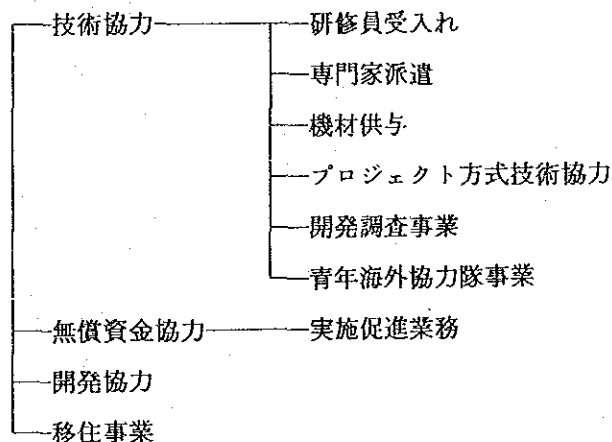 技術協力 研修員受入れ
専門家派遣
機材供与
プロジェクト方式技術協力
開発調査事業
青年海外協力隊事業
無償資金協力 実施促進業務
開発協力
移住事業